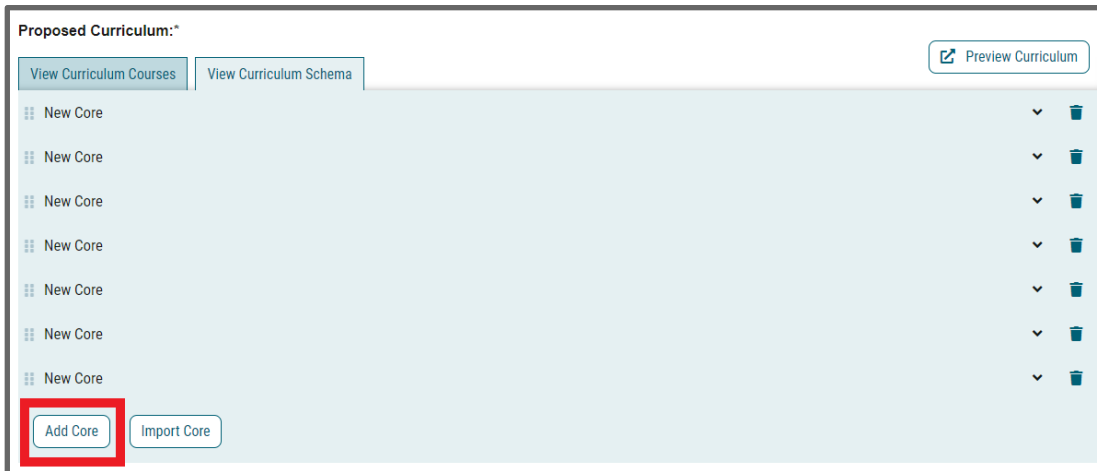 Proposed Curriculum:*
Preview Curriculum
View Curriculum Courses View Curriculum Schema
New Core
New Core
New Core
New Core
New Core
New Core
New Core
Add Core Import Core